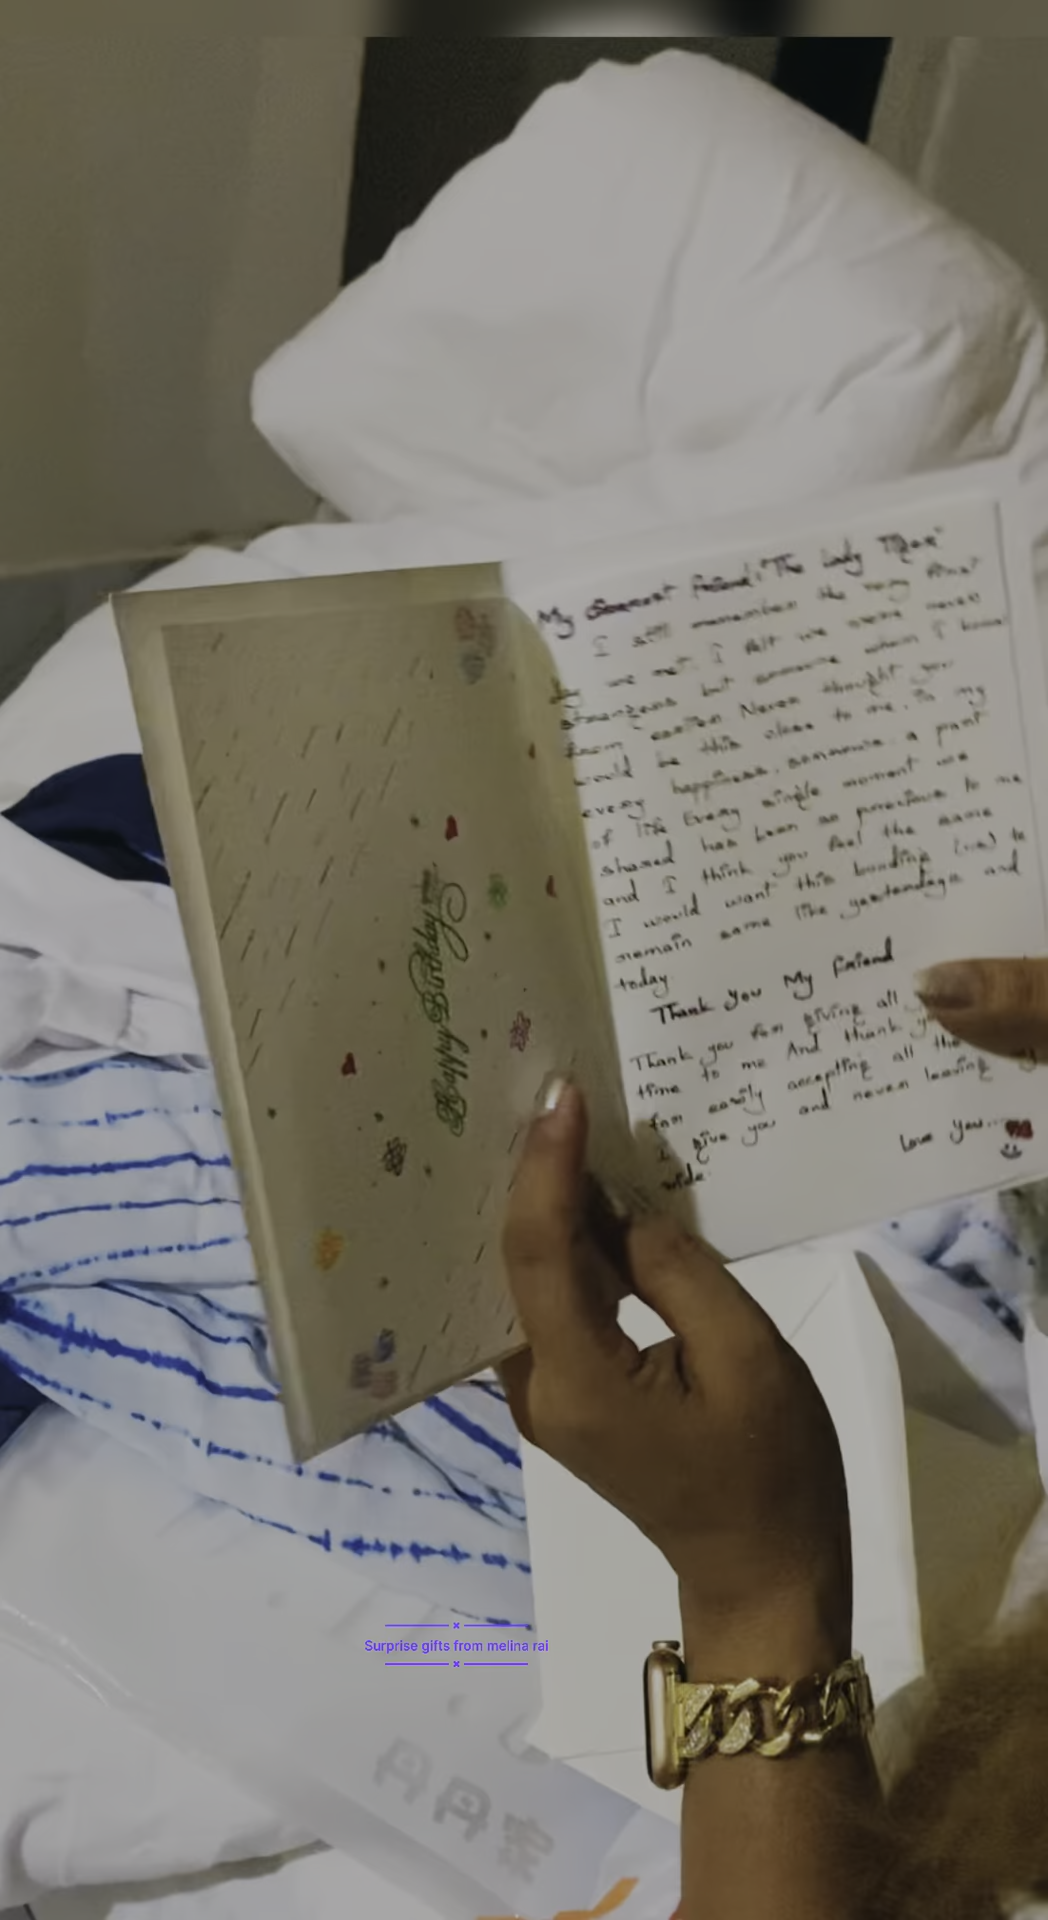 Happy Birthday
My dearest friend "The Lady Tiger"
I still remember the very first
day we met. I felt we were never
strangers but someone whom I know
from earlier. Never thought you
would be this close to me, in my
every happiness, sorrows. a part
of life. Every single moment we
shared has been so precious to me
and I think you feel the same
I would want this bonding (us) to
remain same like yesterdays and
today.
Thank you My friend
Thank you for giving all
time to me And thank
for easily accepting all the
I give you and never leaving my
side.
Love you...
Surprise gifts from melina rai